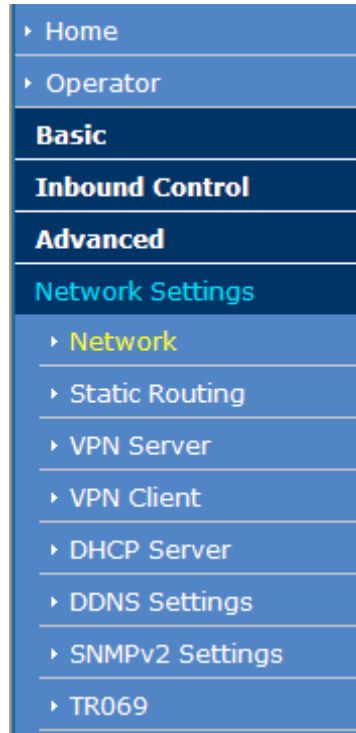 Home
Operator
Basic
Inbound Control
Advanced
Network Settings
Network
Static Routing
VPN Server
VPN Client
DHCP Server
DDNS Settings
SNMPv2 Settings
TR069